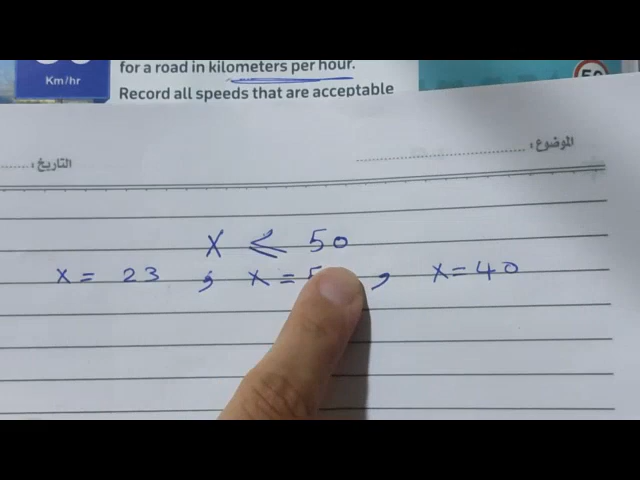 Km/hr
for a road in kilometers per hour.
Record all speeds that are acceptable
50
الموضوع:
التاريخ:
x ≤ 50
x = 23 , x = , x = 40